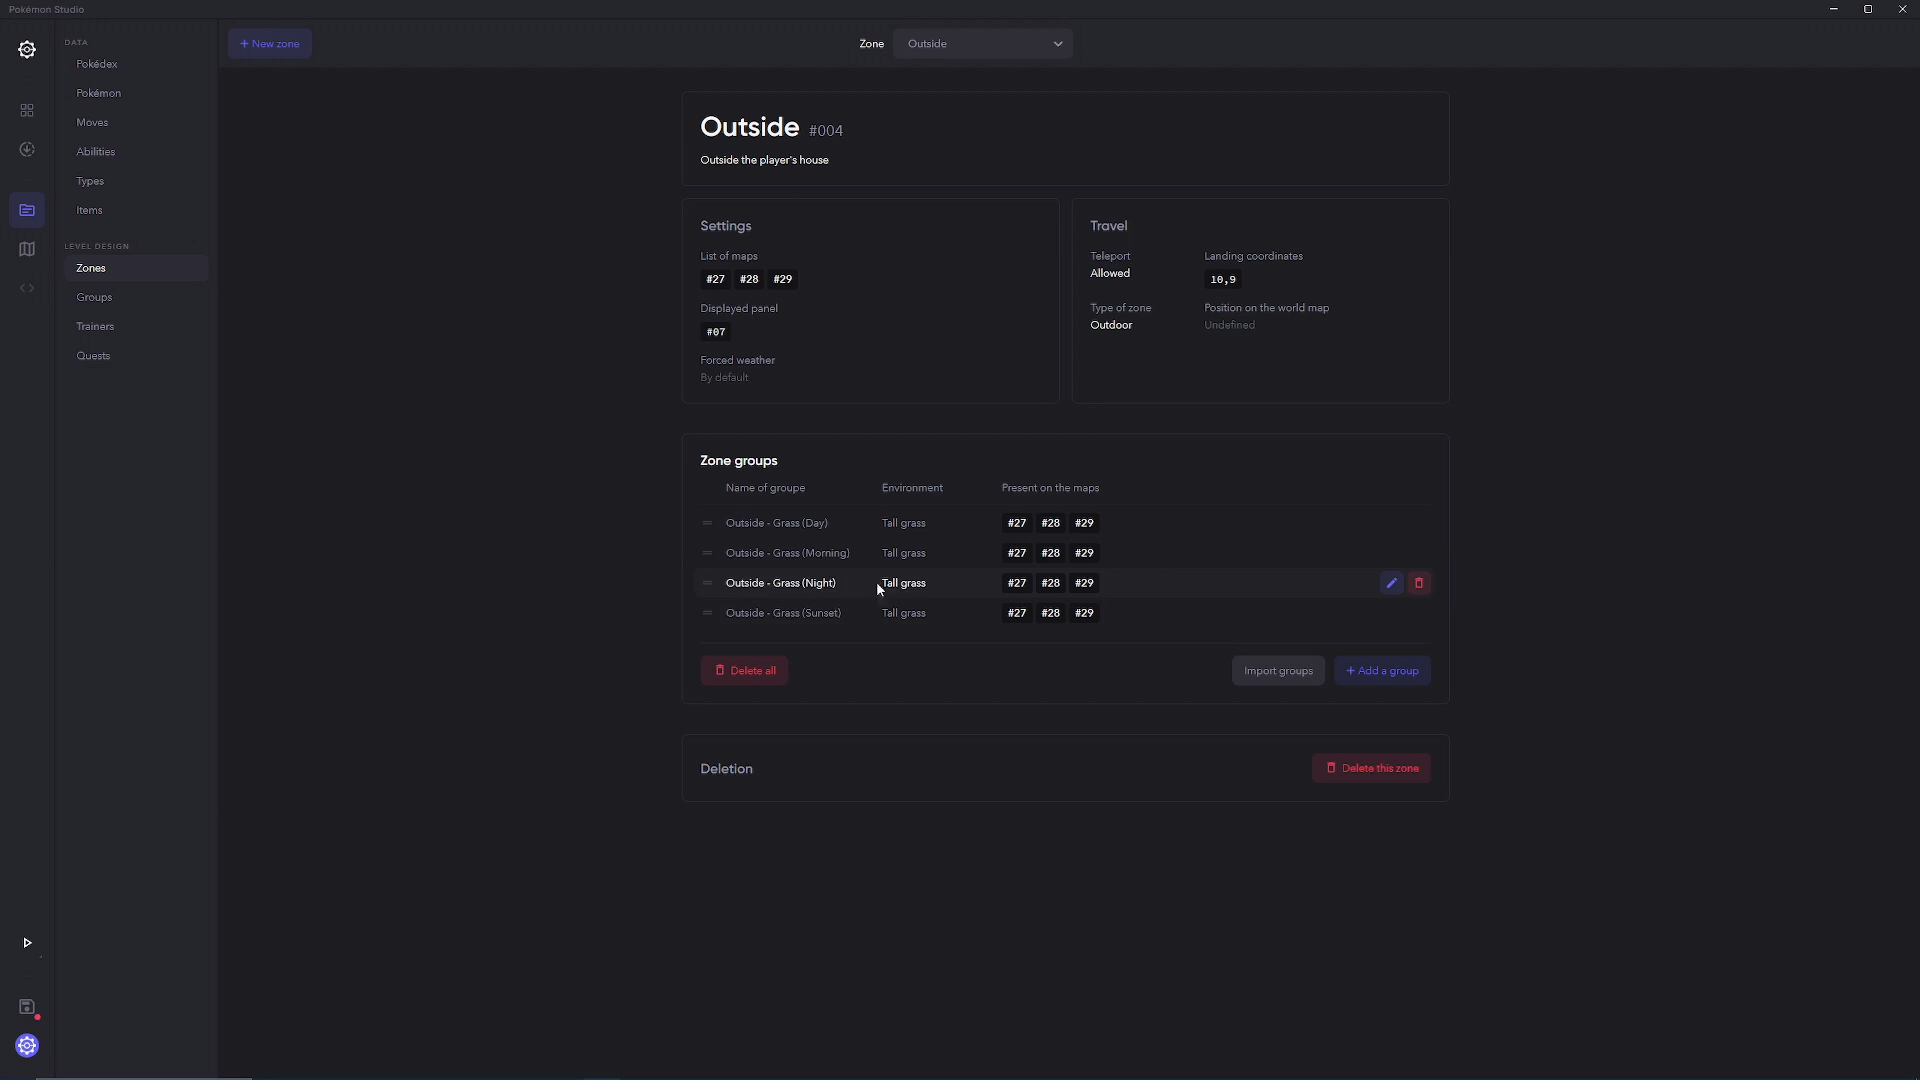 Pokémon Studio
DATA
Pokédex
Pokémon
Moves
Abilities
Types
Items
LEVEL DESIGN
Zones
Groups
Trainers
Quests
+ New zone
Zone Outside
Outside #004
Outside the player's house
Settings
List of maps
#27 #28 #29
Displayed panel
#07
Forced weather
By default
Travel
Teleport Landing coordinates
Allowed 10,9
Type of zone Position on the world map
Outdoor Undefined
Zone groups
Name of groupe Environment Present on the maps
Outside - Grass (Day) Tall grass #27 #28 #29
Outside - Grass (Morning) Tall grass #27 #28 #29
Outside - Grass (Night) Tall grass #27 #28 #29
Outside - Grass (Sunset) Tall grass #27 #28 #29
Delete all Import groups + Add a group
Deletion Delete this zone